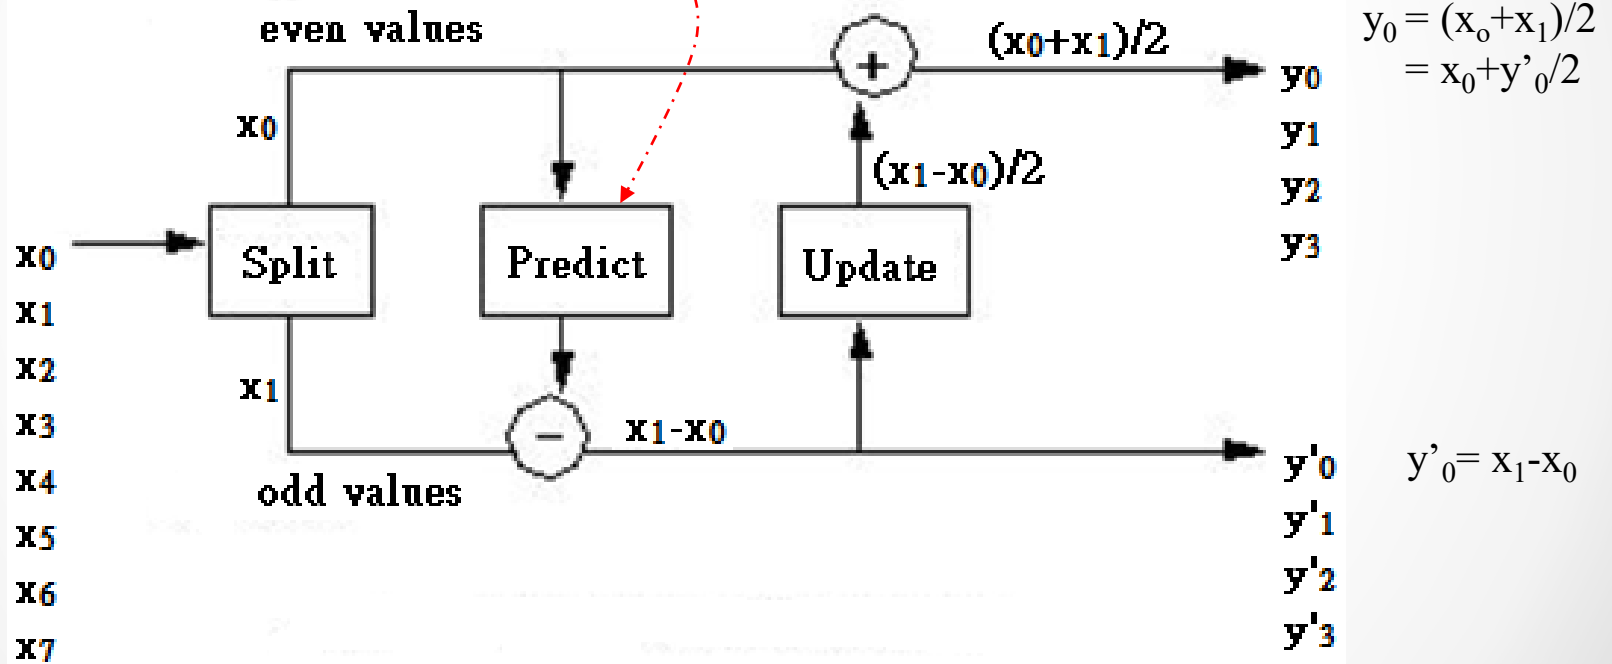 even values
(x0+x1)/2
y0 = (xo+x1)/2
= x0+y’0/2
+
y0
x0
y1
(x1-x0)/2
y2
x0
Split
Predict
Update
y3
x1
x2
x1
x3
−
x1-x0
y'0
y’0= x1-x0
x4
odd values
y'1
x5
y'2
x6
y'3
x7